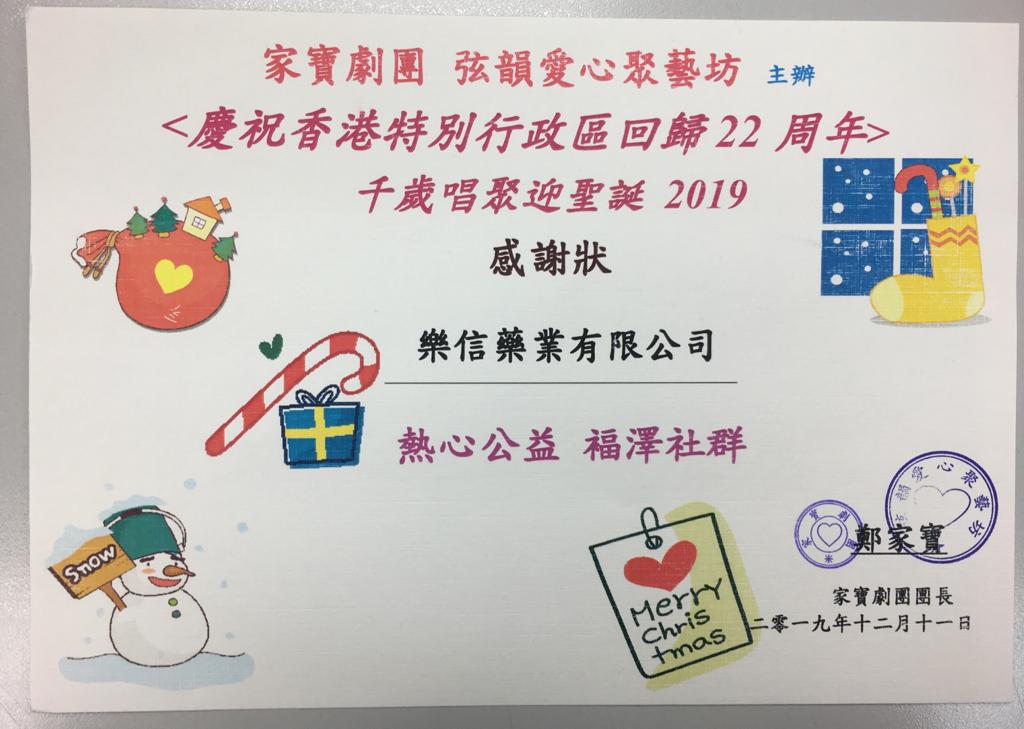 家寶劇團 弦韻愛心聚藝坊 主辦
<慶祝香港特別行政區回歸22 周年>
千歲唱聚迎聖誕 2019
感謝狀
樂信藥業有限公司
熱心公益 福澤社群
Snow
Merry
Chris
tmas
家寶劇團
弦韻愛心聚藝坊
鄭家寶
家寶劇團團長
二零一九年十二月十一日